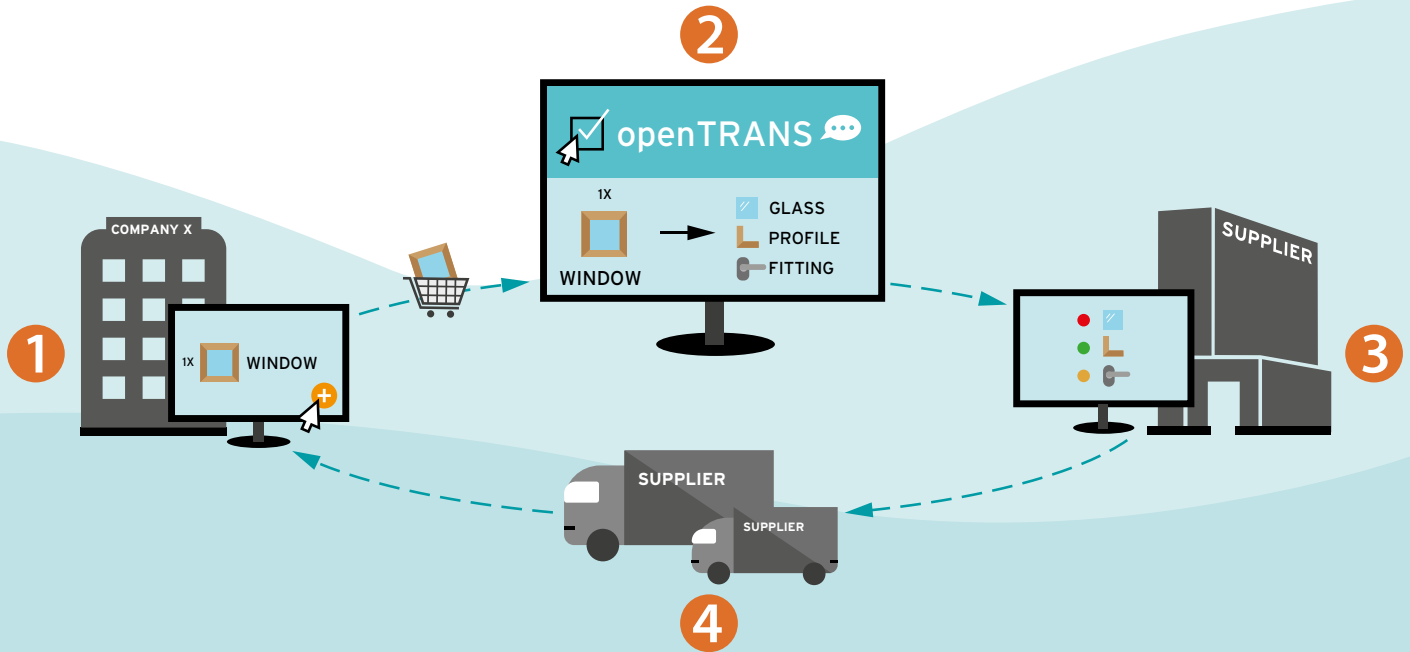 2
openTRANS
1X
WINDOW
GLASS
PROFILE
FITTING
COMPANY X
1
1X
WINDOW
SUPPLIER
3
SUPPLIER
SUPPLIER
4